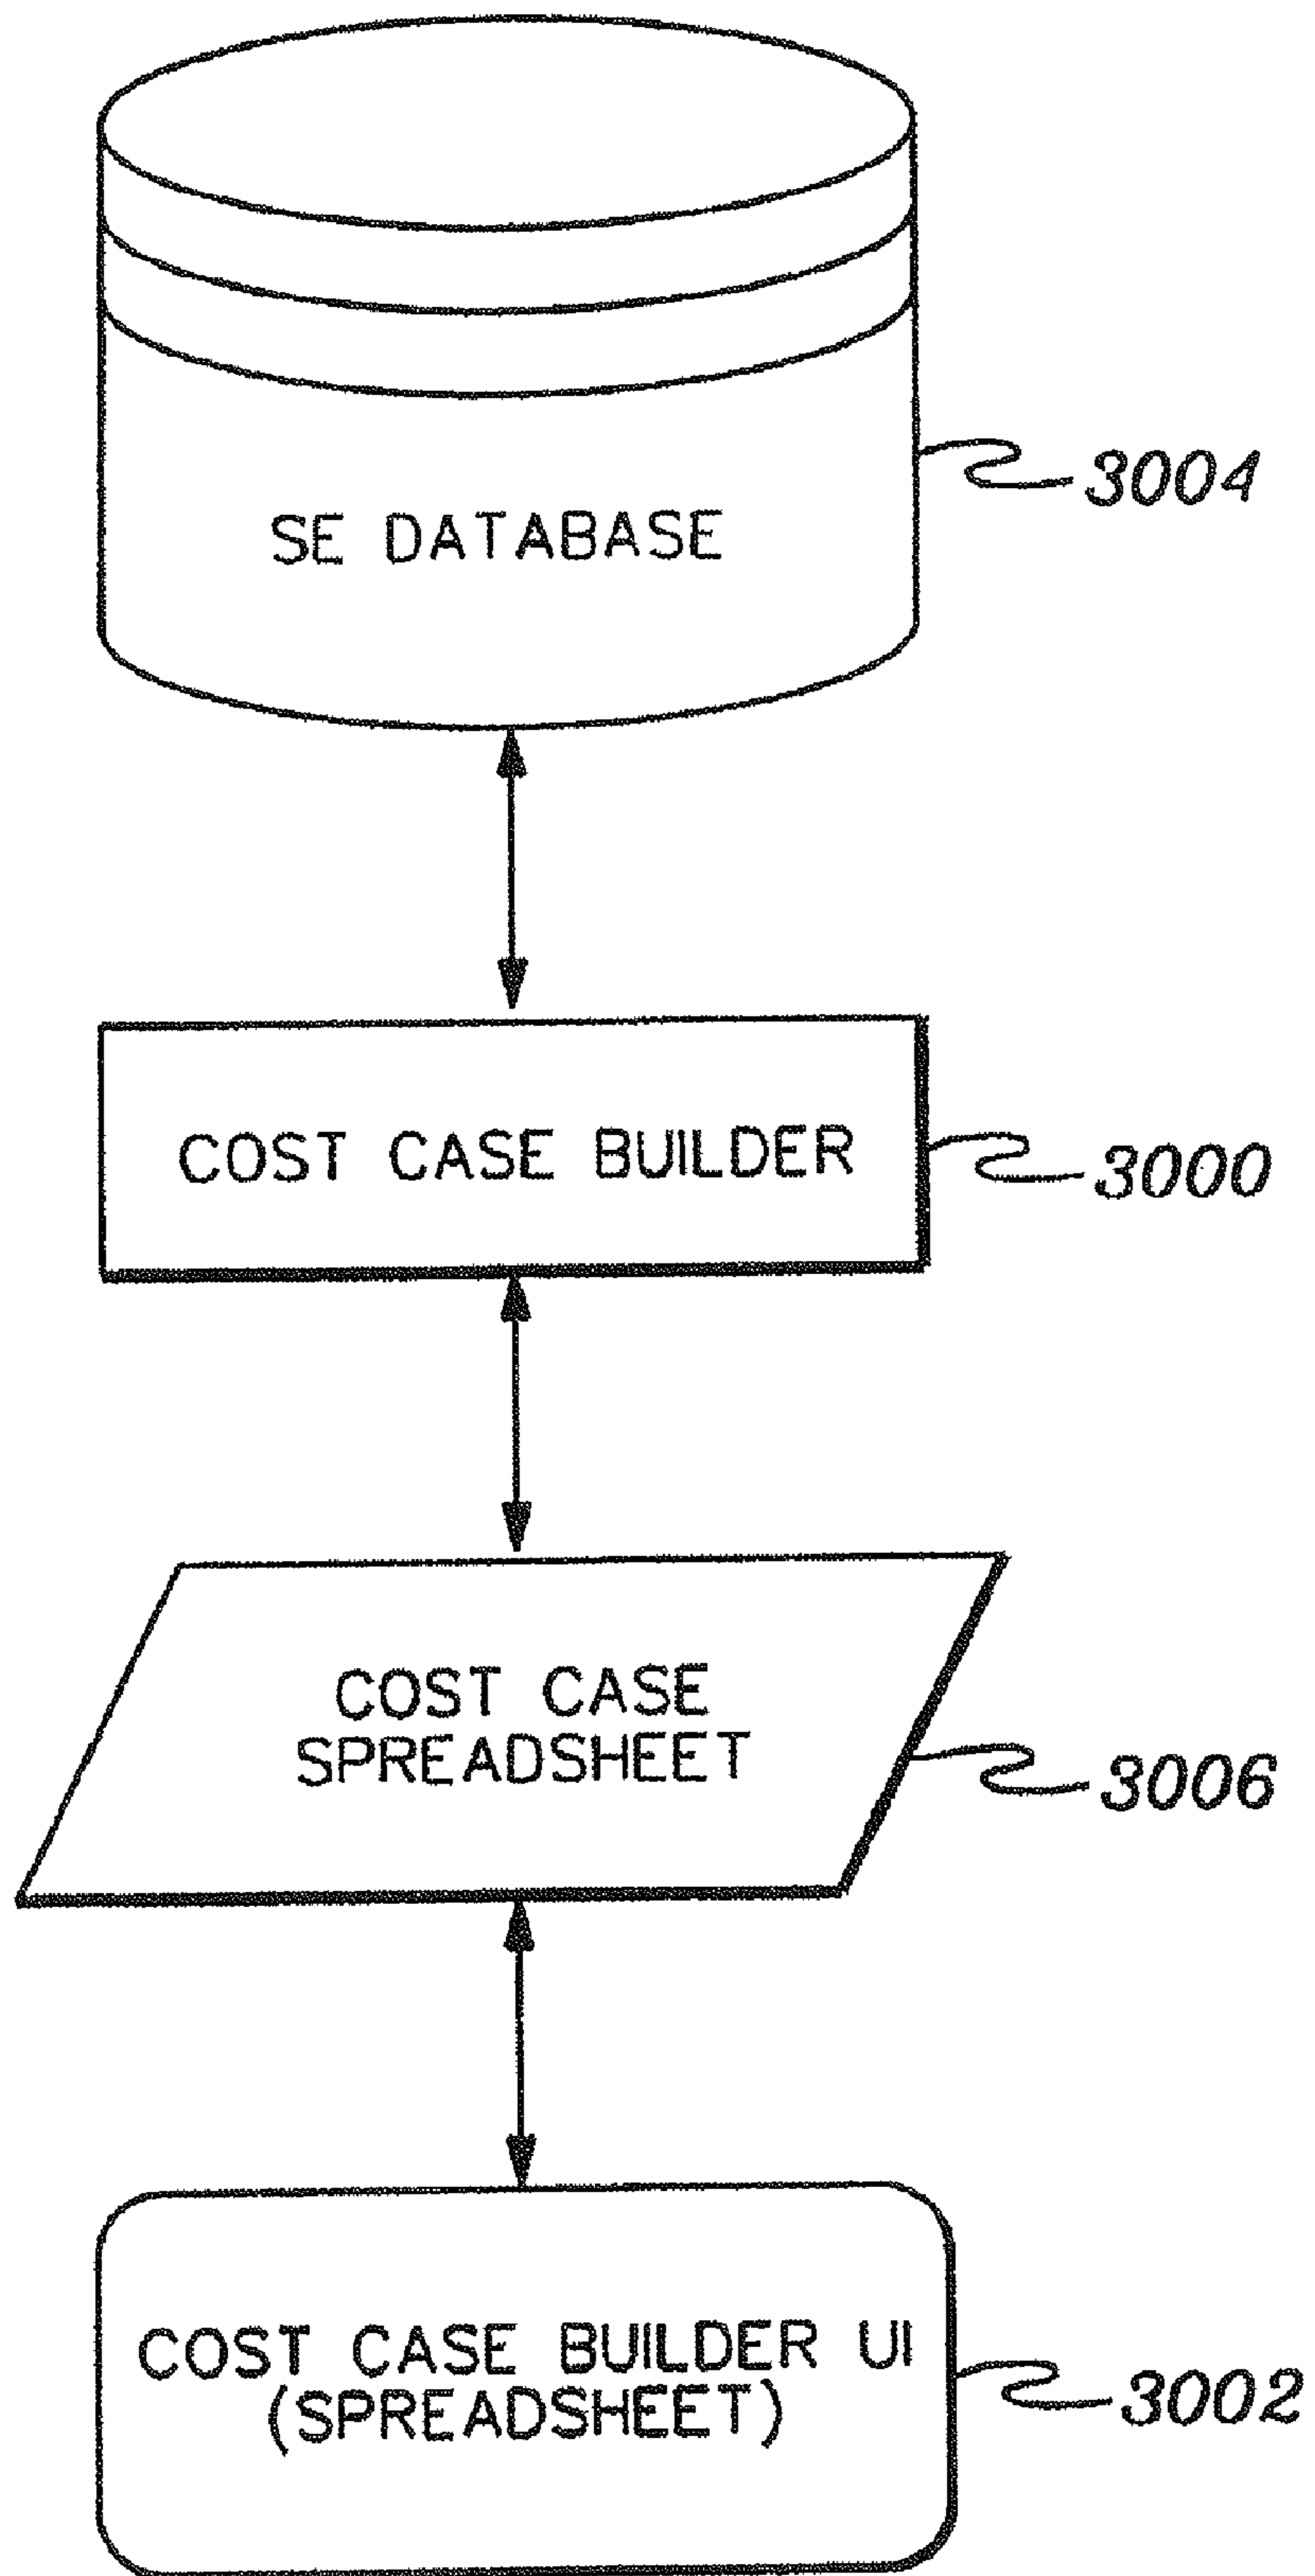 SE DATABASE
3004
COST CASE BUILDER
3000
COST CASE
SPREADSHEET
3006
COST CASE BUILDER UI
(SPREADSHEET)
3002